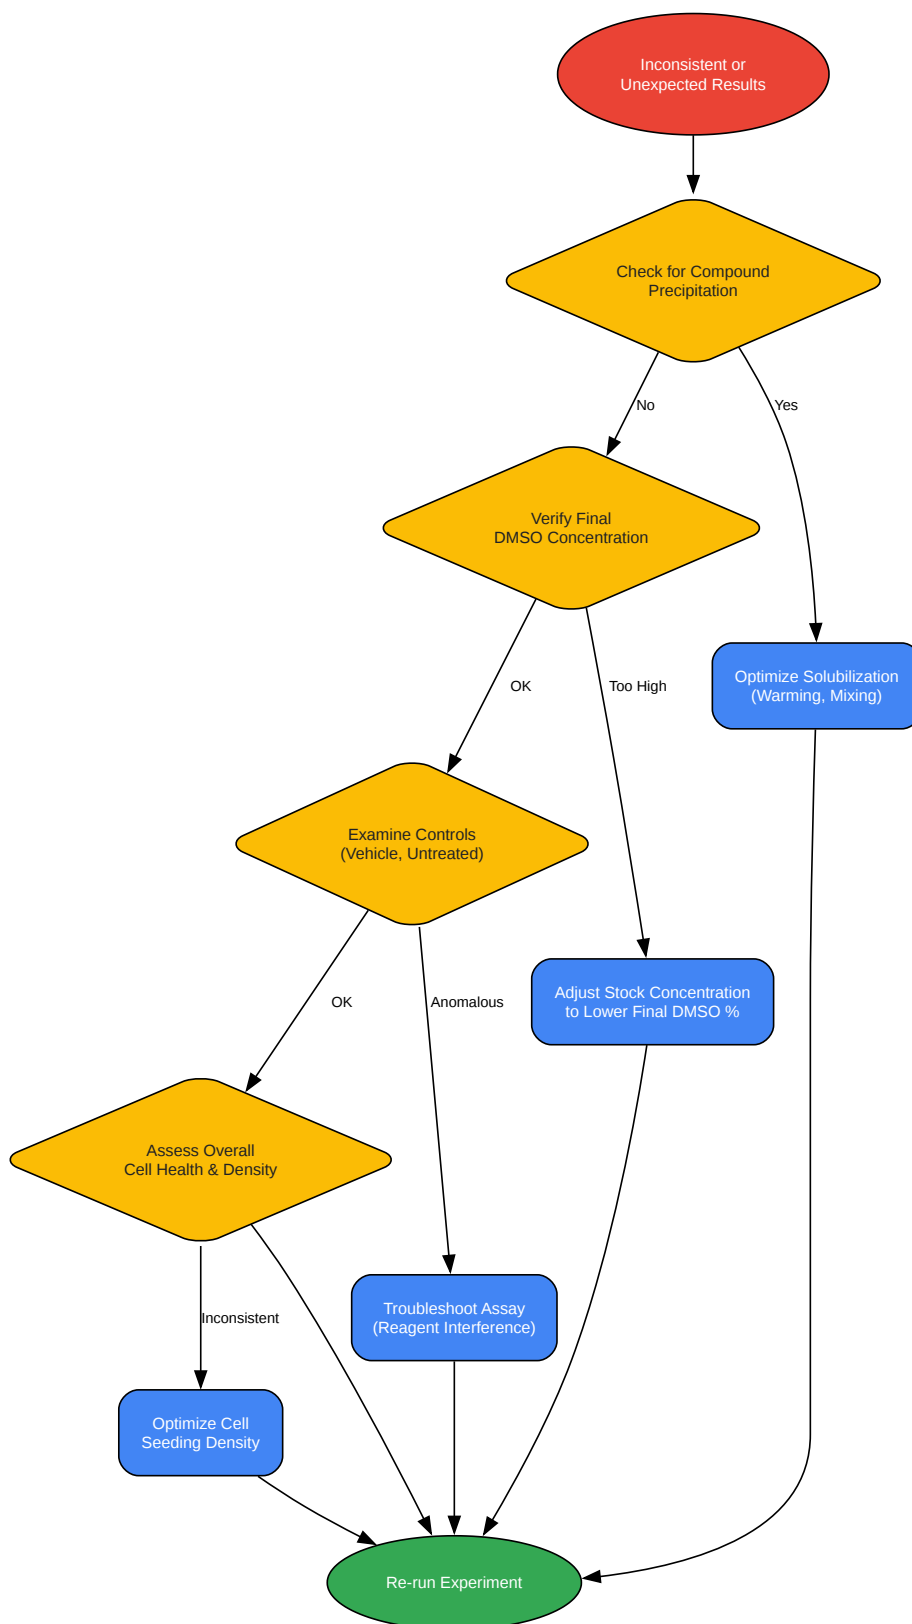 Inconsistent or
Unexpected Results
Check for Compound
Precipitation
No
Yes
Verify Final
DMSO Concentration
OK
Too High
Optimize Solubilization
(Warming, Mixing)
Examine Controls
(Vehicle, Untreated)
OK
Anomalous
Adjust Stock Concentration
to Lower Final DMSO %
Assess Overall
Cell Health & Density
Inconsistent
Troubleshoot Assay
(Reagent Interference)
Optimize Cell
Seeding Density
Re-run Experiment